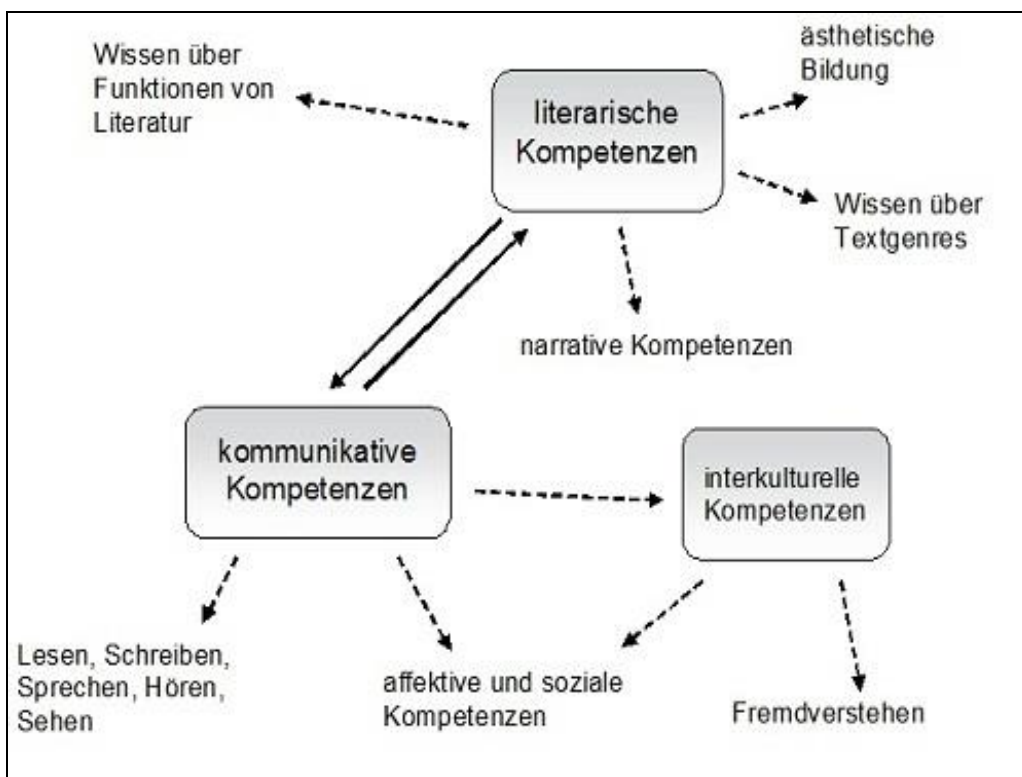 Wissen über
Funktionen von
Literatur
literarische
Kompetenzen
ästhetische
Bildung
Wissen über
Textgenres
narrative Kompetenzen
kommunikative
Kompetenzen
interkulturelle
Kompetenzen
Lesen, Schreiben,
Sprechen, Hören,
Sehen
affektive und soziale
Kompetenzen
Fremdverstehen